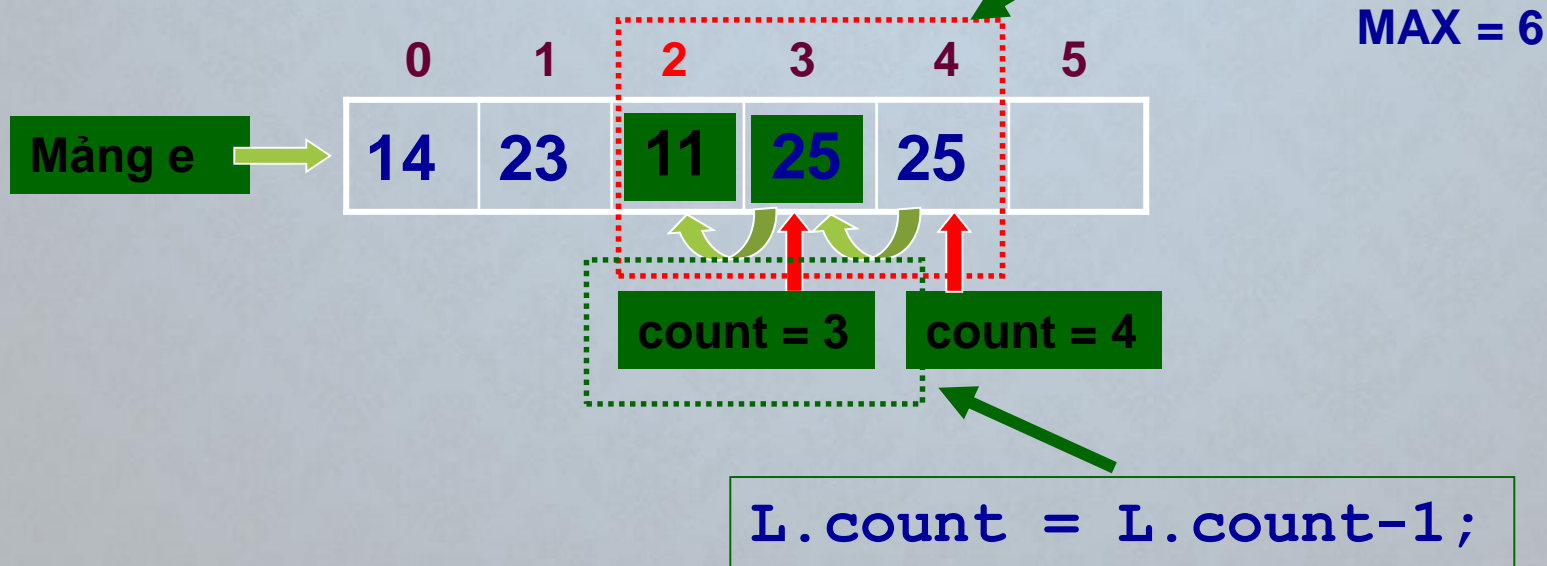 MAX = 6
0 1 2 3 4 5
Mảng e
14 23 11 25 25
count = 3
count = 4
L.count = L.count-1;